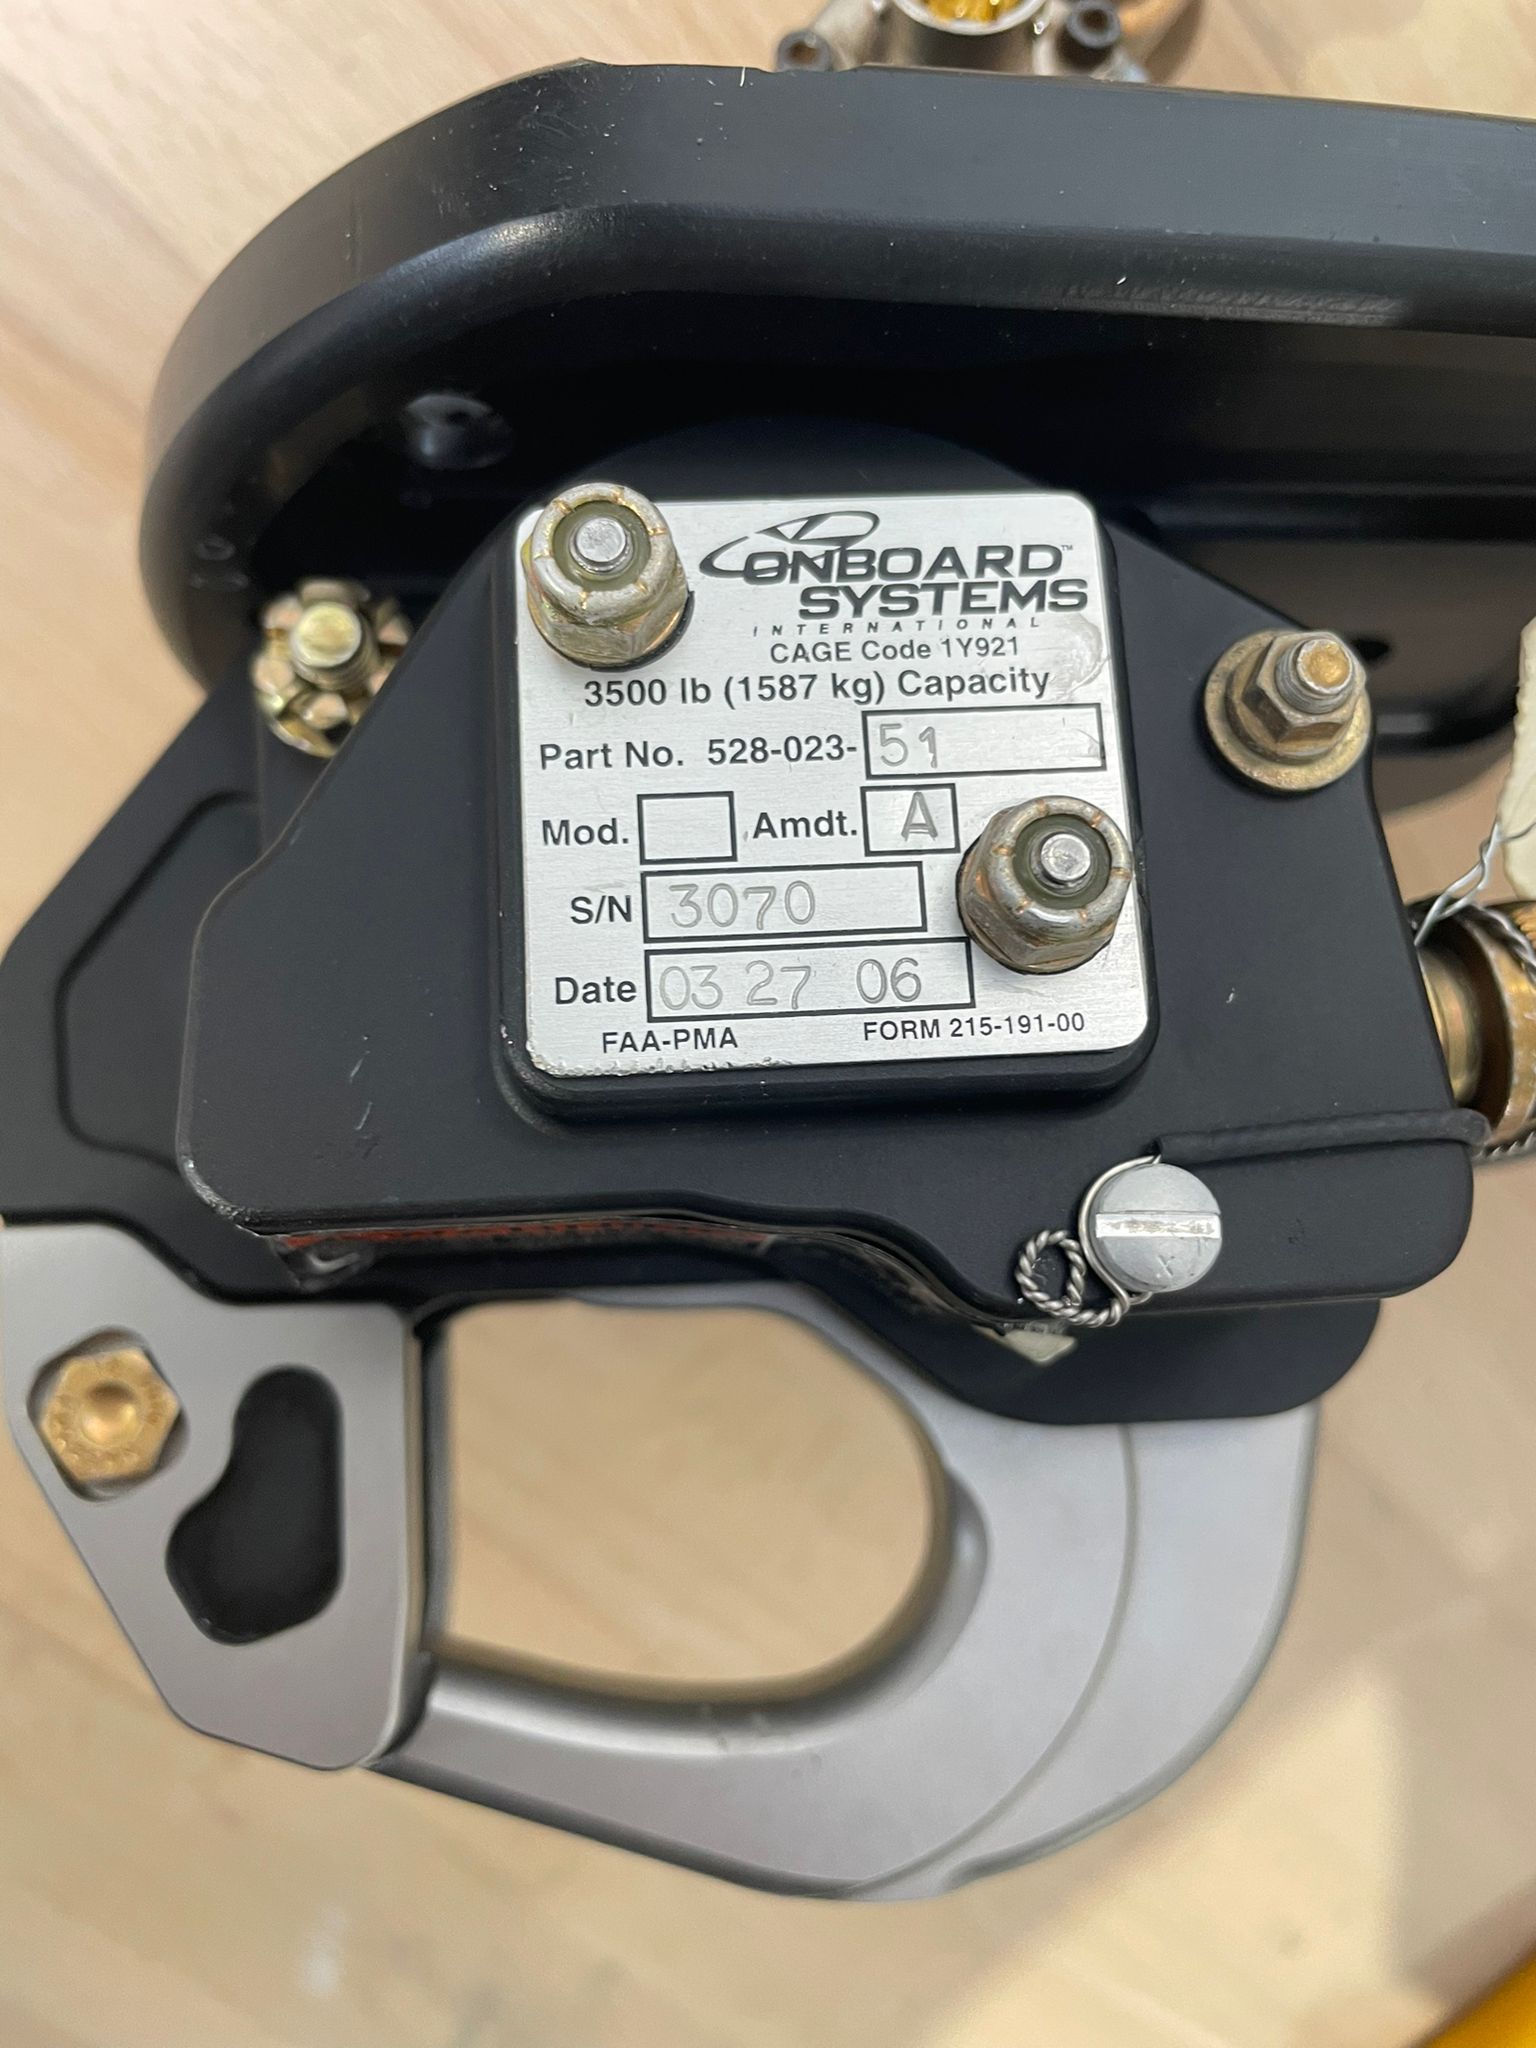 ONBOARD™
SYSTEMS
INTERNATIONAL
CAGE Code 1Y921
3500 lb (1587 kg) Capacity
Part No. 528-023- 51
Mod. Amdt. A
S/N 3070
Date 03 27 06
FAA-PMA FORM 215-191-00